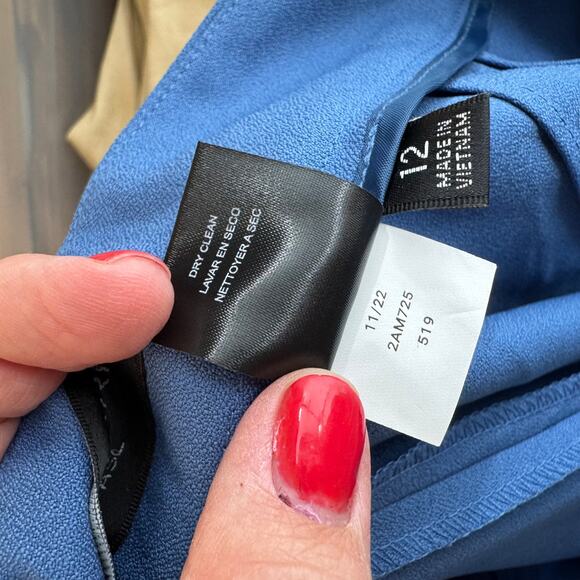 DRY CLEAN
LAVAR EN SECO
NETTOYER A SEC
12
MADE IN
VIETNAM
11/22
2AM725
519